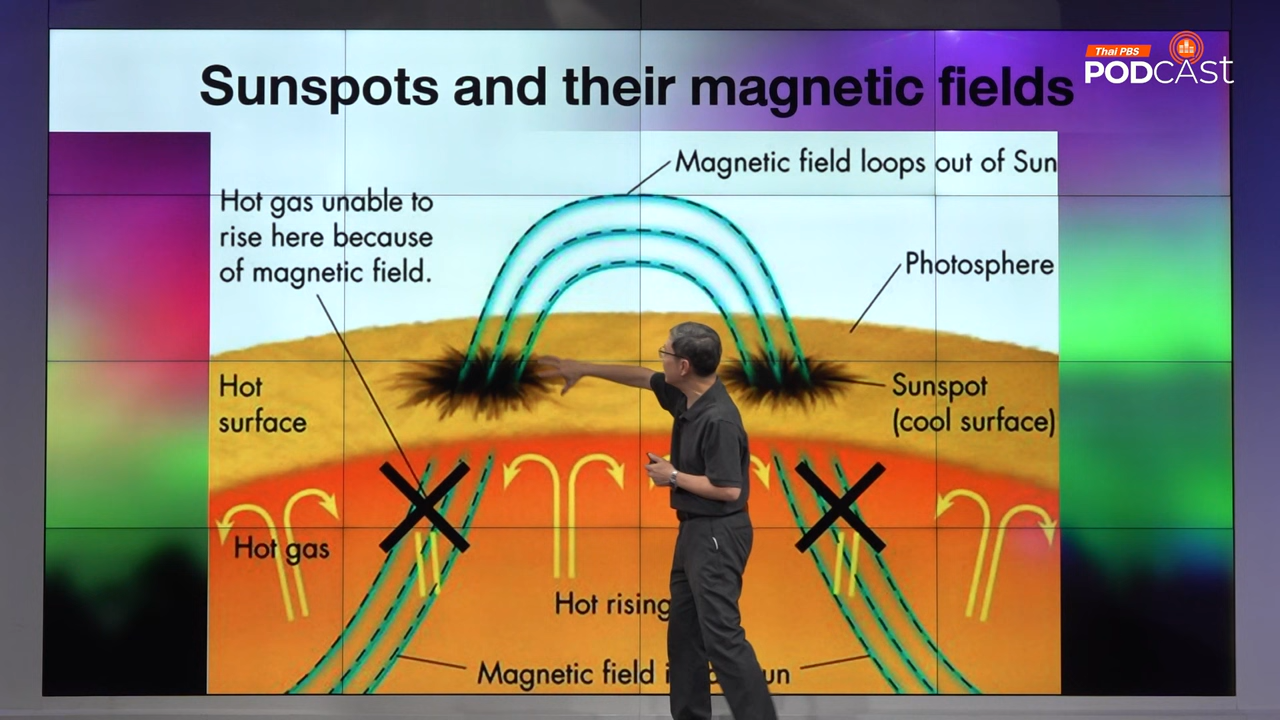 Thai PBS
PODCAST
Sunspots and their magnetic fields
Magnetic field loops out of Sun
Hot gas unable to
rise here because
of magnetic field.
Photosphere
Hot
surface
Sunspot
(cool surface)
Hot gas
Hot rising
Magnetic field